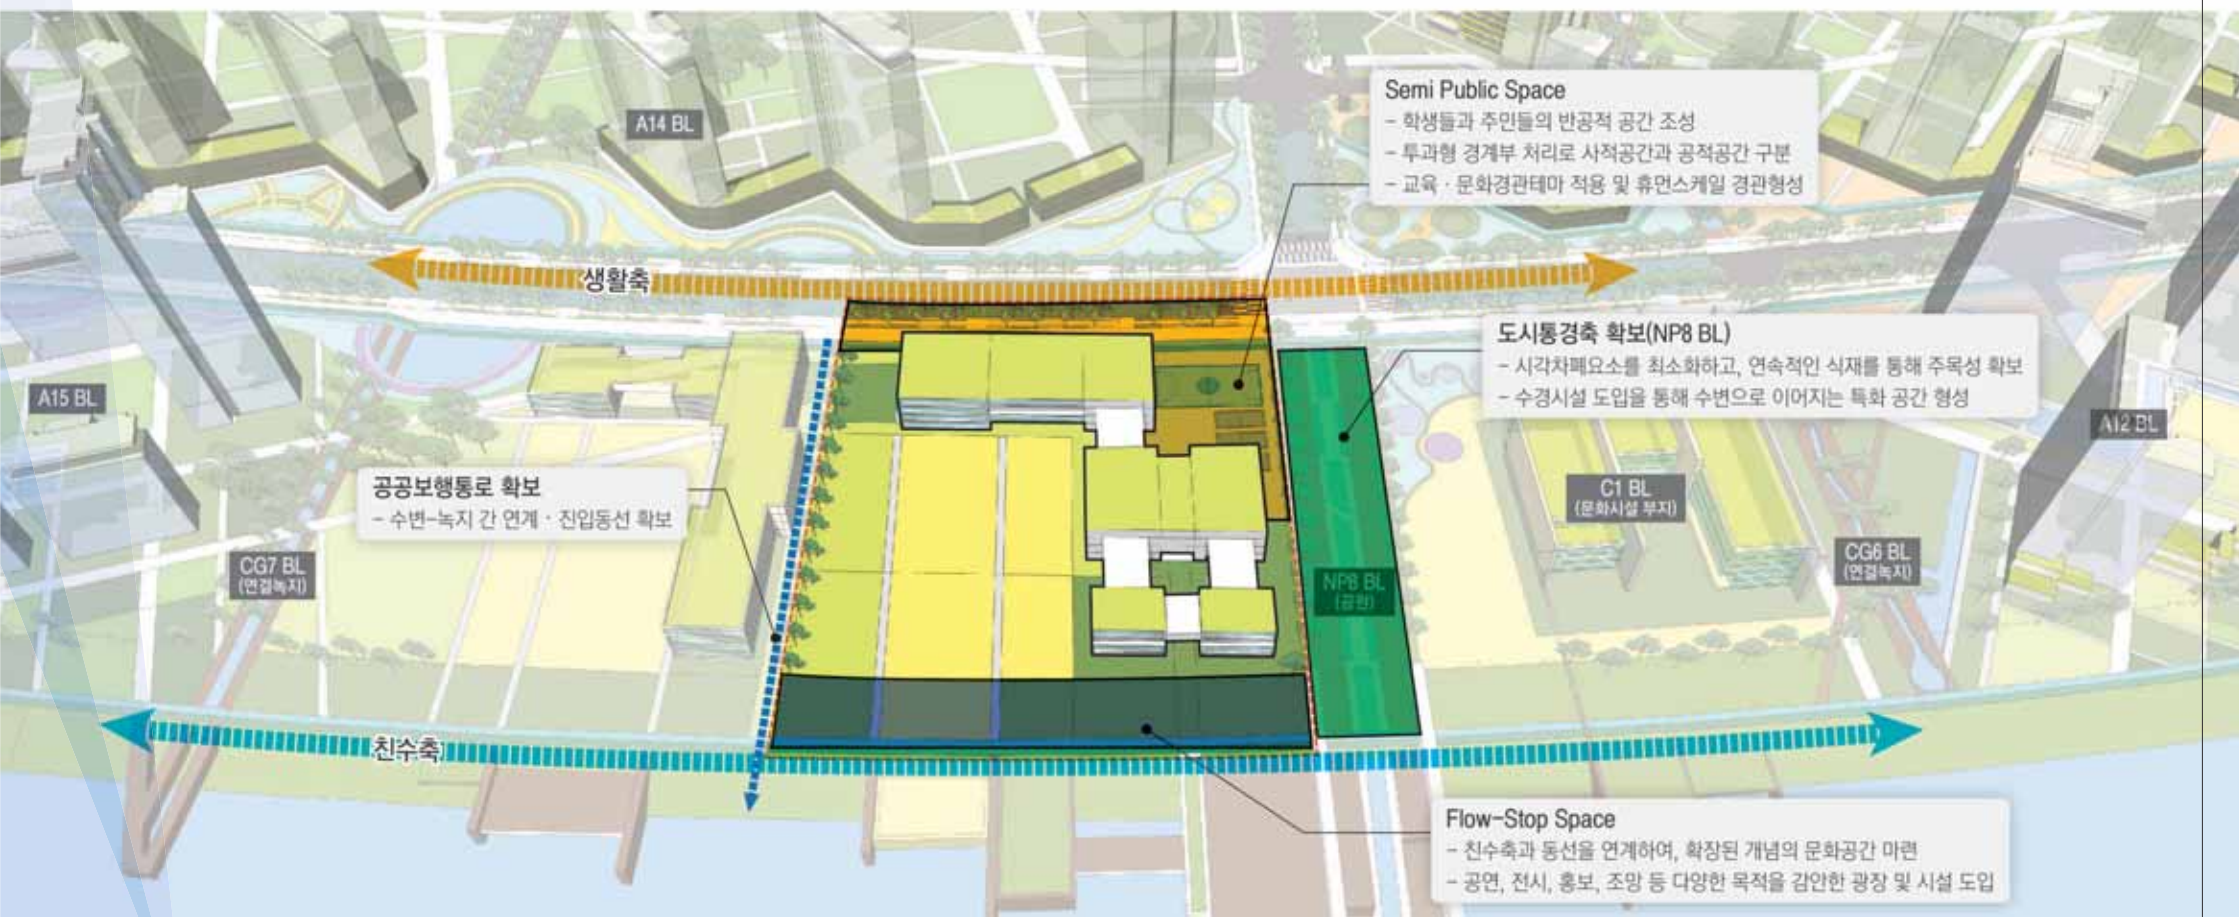 Semi Public Space
- 학생들과 주민들의 반공적 공간 조성
- 투과형 경계부 처리로 사적공간과 공적공간 구분
- 교육 · 문화경관테마 적용 및 휴먼스케일 경관형성
A14 BL
생활축
도시통경축 확보(NP8 BL)
- 시각차폐요소를 최소화하고, 연속적인 식재를 통해 주목성 확보
- 수경시설 도입을 통해 수변으로 이어지는 특화 공간 형성
A15 BL
A12 BL
공공보행통로 확보
- 수변-녹지 간 연계 · 진입동선 확보
C1 BL
(문화시설 부지)
CG7 BL
(연결녹지)
CG6 BL
(연결녹지)
NP8 BL
(공원)
친수축
Flow-Stop Space
- 친수축과 동선을 연계하여, 확장된 개념의 문화공간 마련
- 공연, 전시, 홍보, 조망 등 다양한 목적을 감안한 광장 및 시설 도입